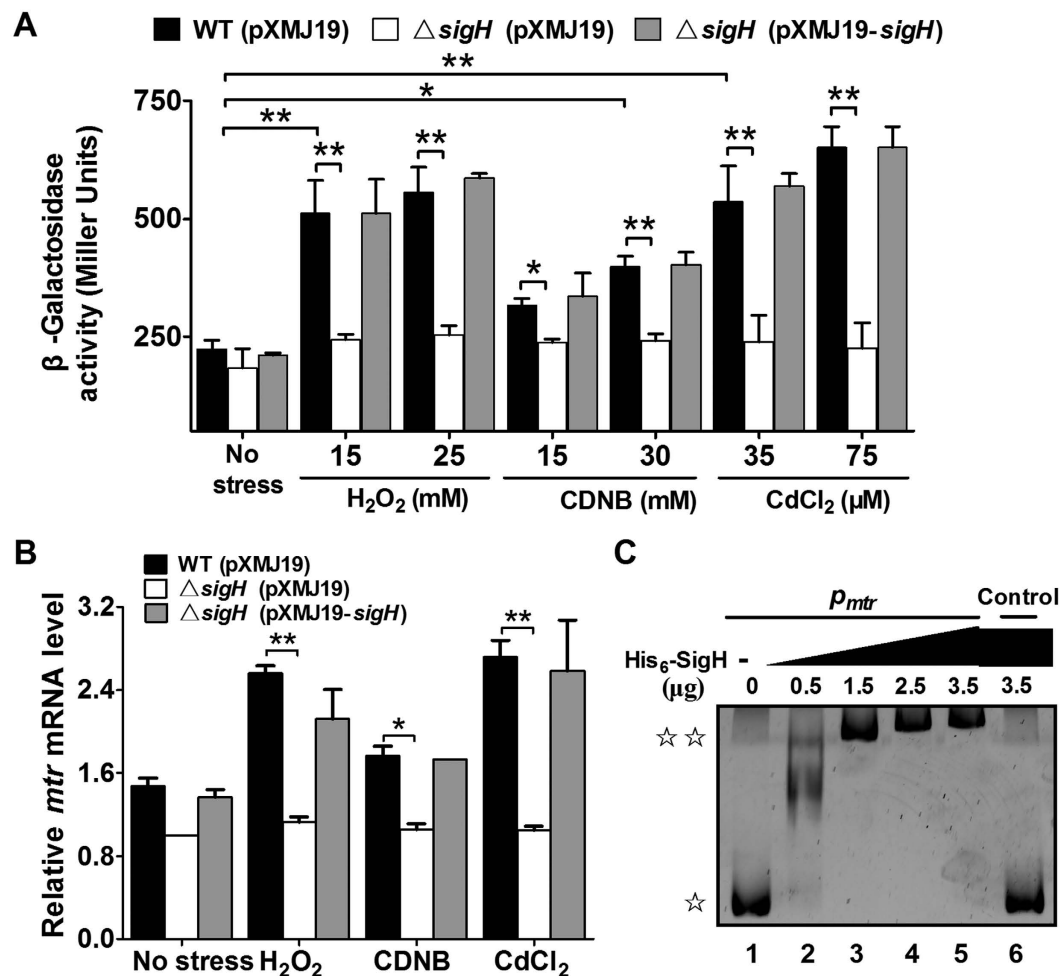 A
WT (pXMJ19) △sigH (pXMJ19) △sigH (pXMJ19-sigH)
β -Galactosidase
activity (Miller Units)
750
500
250
** * **
** ** * ** ** **
No
stress
15 25 15 30 35 75
H₂O₂ (mM) CDNB (mM) CdCl₂ (µM)
B
WT (pXMJ19)
△sigH (pXMJ19)
△sigH (pXMJ19-sigH)
Relative mtr mRNA level
3.2
2.4
1.6
0.8
0.0
** * **
No stress H₂O₂ CDNB CdCl₂
C
pmtr Control
His₆-SigH -
(µg) 0 0.5 1.5 2.5 3.5 3.5
☆☆
☆
1 2 3 4 5 6